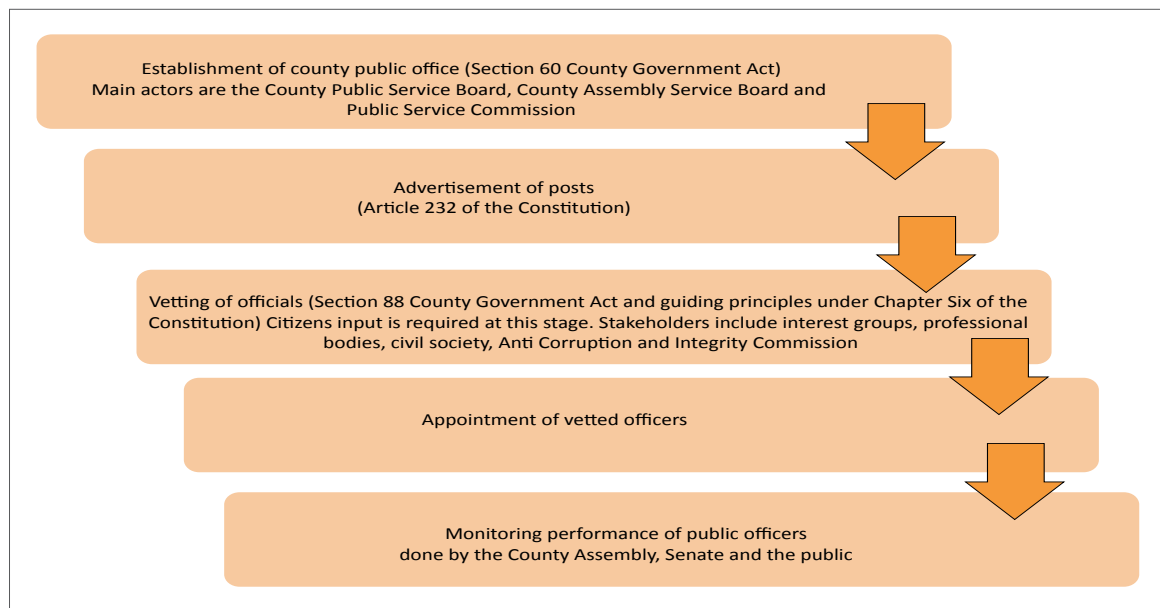 Establishment of county public office (Section 60 County Government Act)
Main actors are the County Public Service Board, County Assembly Service Board and
Public Service Commission
Advertisement of posts
(Article 232 of the Constitution)
Vetting of officials (Section 88 County Government Act and guiding principles under Chapter Six of the
Constitution) Citizens input is required at this stage. Stakeholders include interest groups, professional
bodies, civil society, Anti Corruption and Integrity Commission
Appointment of vetted officers
Monitoring performance of public officers
done by the County Assembly, Senate and the public